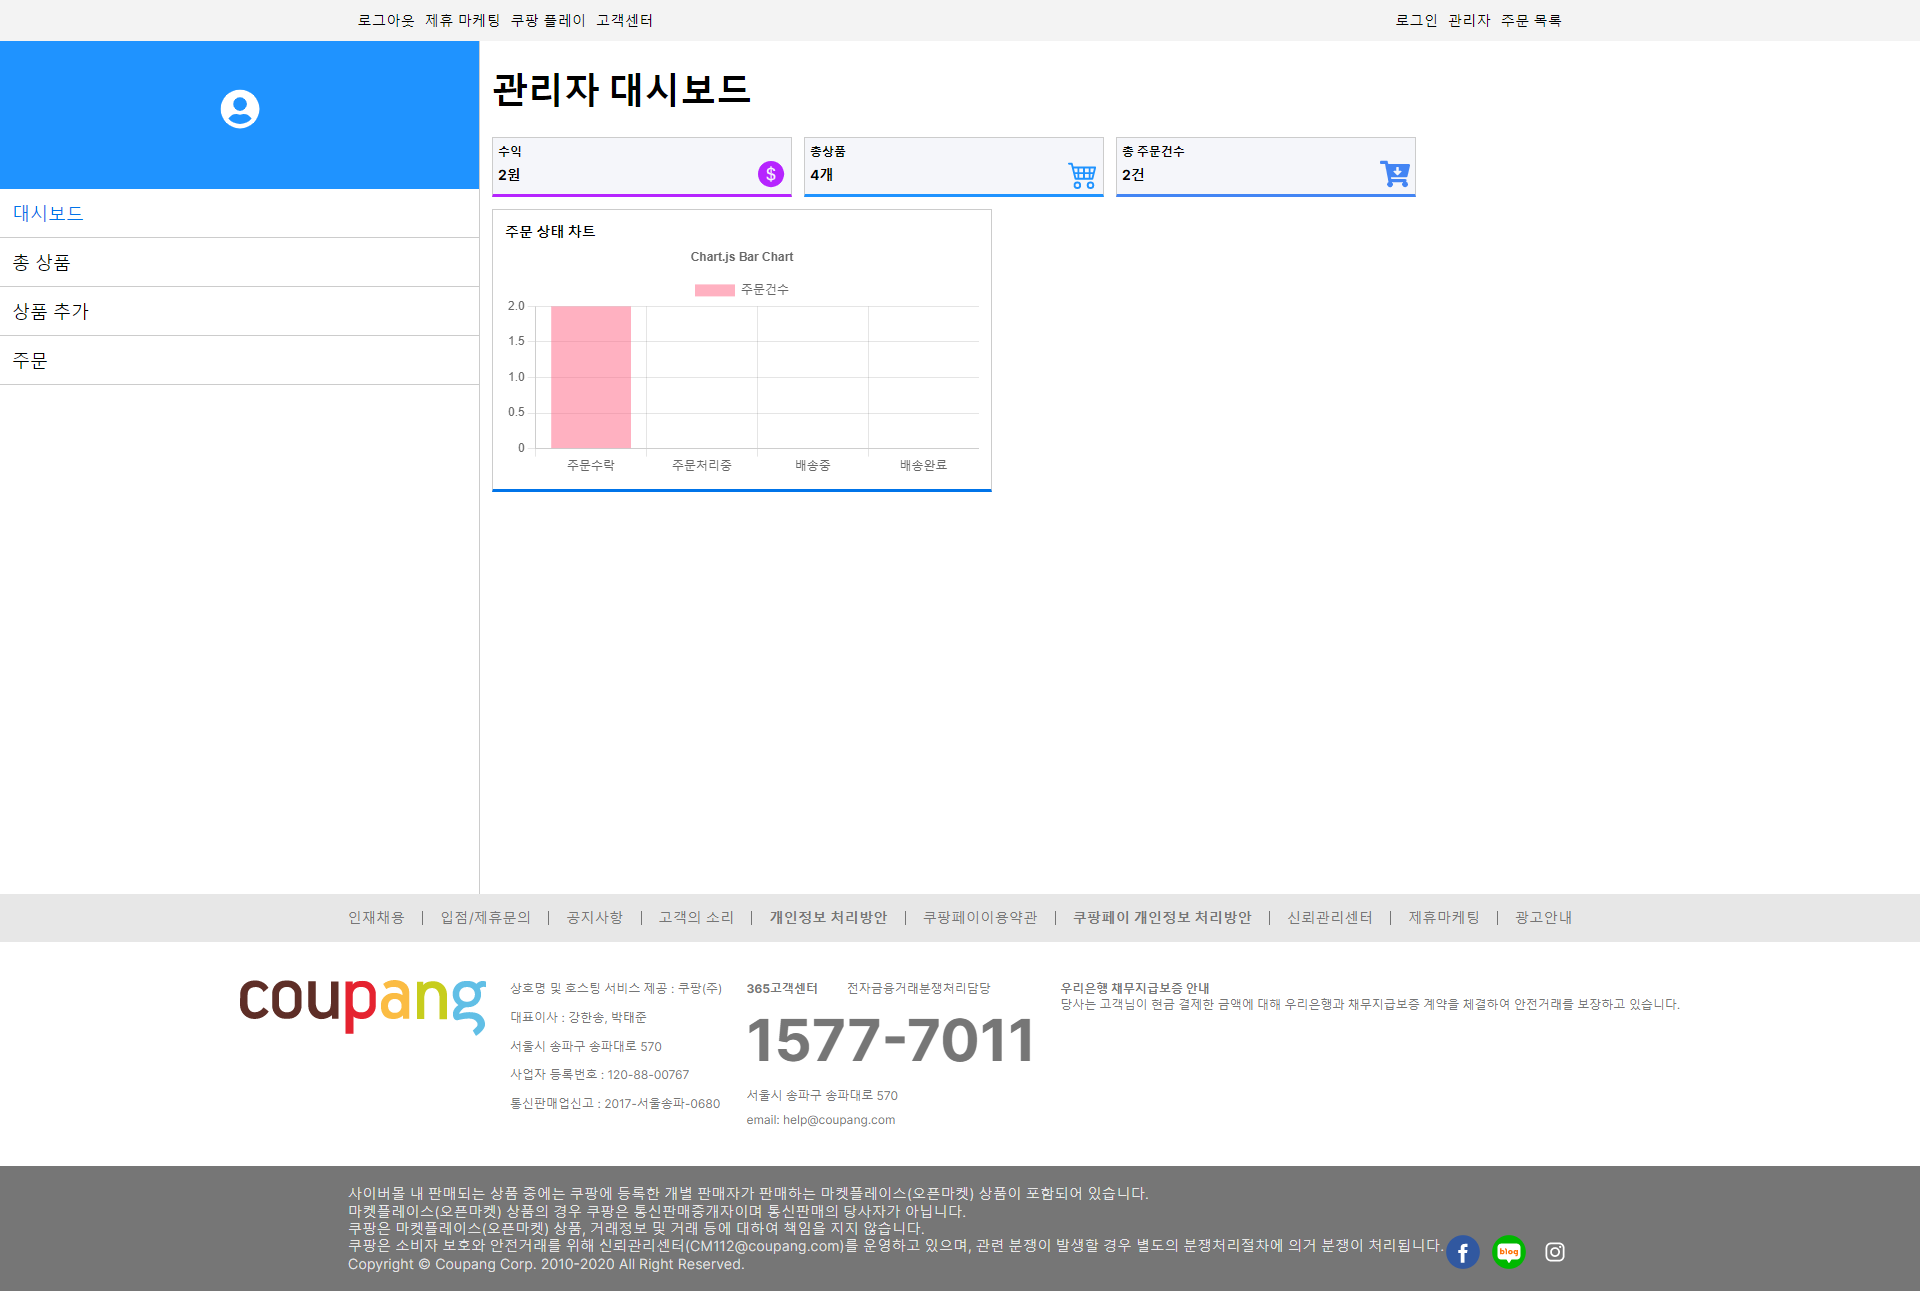 로그아웃 제휴 마케팅 쿠팡 플레이 고객센터 로그인 관리자 주문 목록
대시보드
총 상품
상품 추가
주문
관리자 대시보드
수익
2원
$
총상품
4개
총 주문건수
2건
주문 상태 차트
Chart.js Bar Chart
주문건수
2.0
1.5
1.0
0.5
0
주문수락 주문처리중 배송중 배송완료
인재채용 | 입점/제휴문의 | 공지사항 | 고객의 소리 | 개인정보 처리방안 | 쿠팡페이이용약관 | 쿠팡페이 개인정보 처리방안 | 신뢰관리센터 | 제휴마케팅 | 광고안내
coupang
상호명 및 호스팅 서비스 제공 : 쿠팡(주)
대표이사 : 강한송, 박태준
서울시 송파구 송파대로 570
사업자 등록번호 : 120-88-00767
통신판매업신고 : 2017-서울송파-0680
365고객센터 전자금융거래분쟁처리담당
1577-7011
서울시 송파구 송파대로 570
email: help@coupang.com
우리은행 채무지급보증 안내
당사는 고객님이 현금 결제한 금액에 대해 우리은행과 채무지급보증 계약을 체결하여 안전거래를 보장하고 있습니다.
사이버몰 내 판매되는 상품 중에는 쿠팡에 등록한 개별 판매자가 판매하는 마켓플레이스(오픈마켓) 상품이 포함되어 있습니다.
마켓플레이스(오픈마켓) 상품의 경우 쿠팡은 통신판매중개자이며 통신판매의 당사자가 아닙니다.
쿠팡은 마켓플레이스(오픈마켓) 상품, 거래정보 및 거래 등에 대하여 책임을 지지 않습니다.
쿠팡은 소비자 보호와 안전거래를 위해 신뢰관리센터(CM112@coupang.com)를 운영하고 있으며, 관련 분쟁이 발생할 경우 별도의 분쟁처리절차에 의거 분쟁이 처리됩니다.
Copyright © Coupang Corp. 2010-2020 All Right Reserved.
f
blog